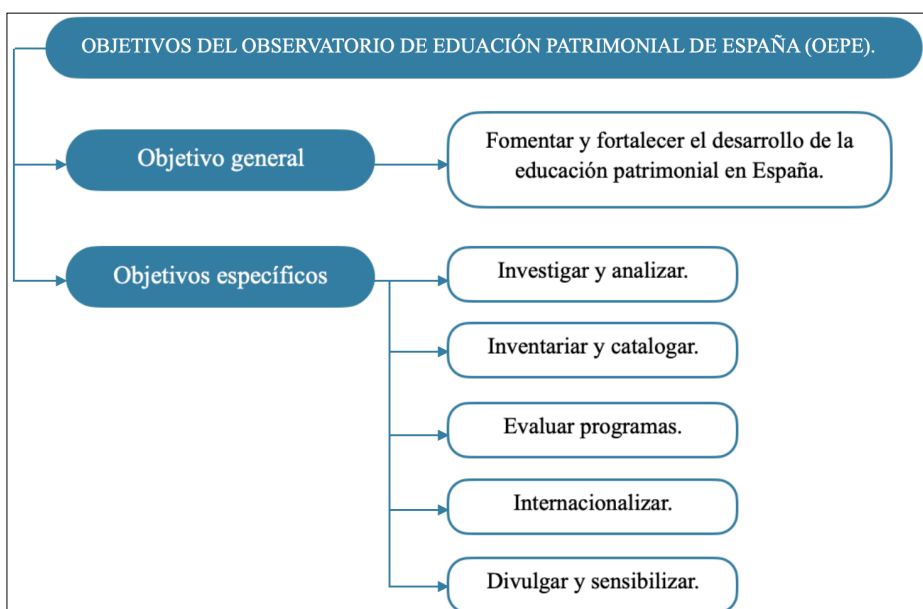 OBJETIVOS DEL OBSERVATORIO DE EDUACIÓN PATRIMONIAL DE ESPAÑA (OEPE).
Objetivo general
Fomentar y fortalecer el desarrollo de la
educación patrimonial en España.
Objetivos específicos
Investigar y analizar.
Inventariar y catalogar.
Evaluar programas.
Internacionalizar.
Divulgar y sensibilizar.